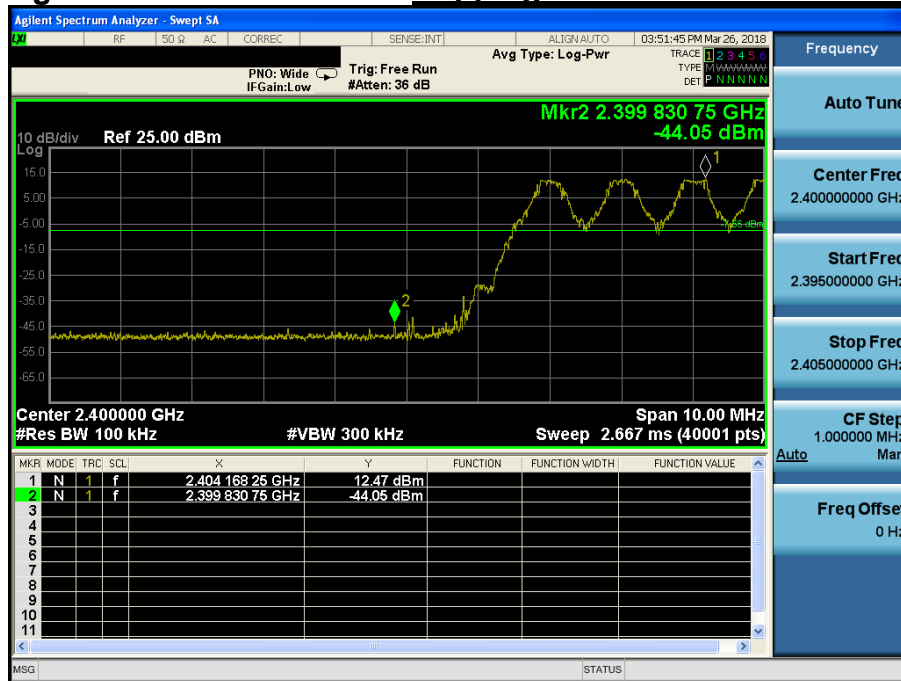 Agilent Spectrum Analyzer - Swept SA
LXI RF 50 Ω AC CORREC SENSE:INT ALIGN AUTO 03:51:45 PM Mar 26, 2018
Frequency
PNO: Wide
IFGain:Low
Trig: Free Run
#Atten: 36 dB
Avg Type: Log-Pwr
TRACE 1 2 3 4 5 6
TYPE
DET P N N N N N
Mkr2 2.399 830 75 GHz
-44.05 dBm
10 dB/div Ref 25.00 dBm
Log
15.0
5.00
-5.00
-15.0
-25.0
-35.0
-45.0
-55.0
-65.0
1
2
-7.55 dBm
Center 2.400000 GHz Span 10.00 MHz
#Res BW 100 kHz #VBW 300 kHz Sweep 2.667 ms (40001 pts)
MKR MODE TRC SCL X Y FUNCTION FUNCTION WIDTH FUNCTION VALUE
1 N 1 f 2.404 168 25 GHz 12.47 dBm
2 N 1 f 2.399 830 75 GHz -44.05 dBm
3
4
5
6
7
8
9
10
11
MSG STATUS
Auto Tune
Center Freq
2.400000000 GHz
Start Freq
2.395000000 GHz
Stop Freq
2.405000000 GHz
CF Step
1.000000 MHz
Auto Man
Freq Offset
0 Hz